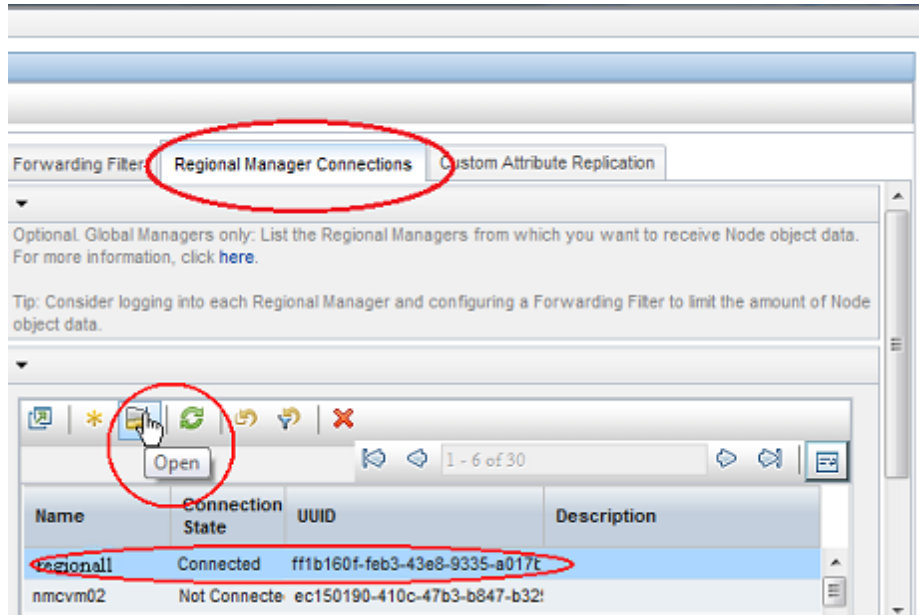 Forwarding Filter
Regional Manager Connections
Custom Attribute Replication
Optional. Global Managers only: List the Regional Managers from which you want to receive Node object data.
For more information, click here.
Tip: Consider logging into each Regional Manager and configuring a Forwarding Filter to limit the amount of Node
object data.
Open
1 - 6 of 30
Name
Connection
State
UUID
Description
regional1 Connected ff1b160f-feb3-43e8-9335-a017b
nmcvm02 Not Connecte ec150190-410c-47b3-b847-b32